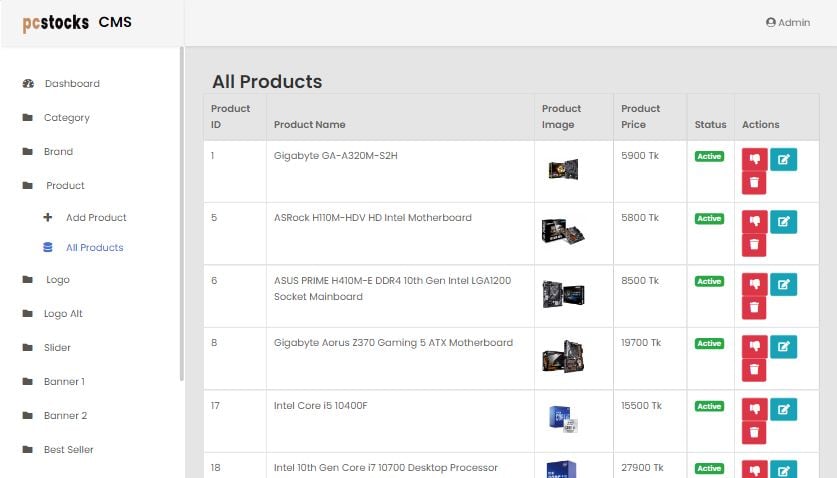 pcstocks CMS
Admin
Dashboard
Category
Brand
Product
Add Product
All Products
Logo
Logo Alt
Slider
Banner 1
Banner 2
Best Seller
All Products
Product ID Product Name Product Image Product Price Status Actions
1 Gigabyte GA-A320M-S2H 5900 Tk Active
5 ASRock H110M-HDV HD Intel Motherboard 5800 Tk Active
6 ASUS PRIME H410M-E DDR4 10th Gen Intel LGA1200 8500 Tk Active
Socket Mainboard
8 Gigabyte Aorus Z370 Gaming 5 ATX Motherboard 19700 Tk Active
17 Intel Core i5 10400F 15500 Tk Active
18 Intel 10th Gen Core i7 10700 Desktop Processor 27900 Tk Active